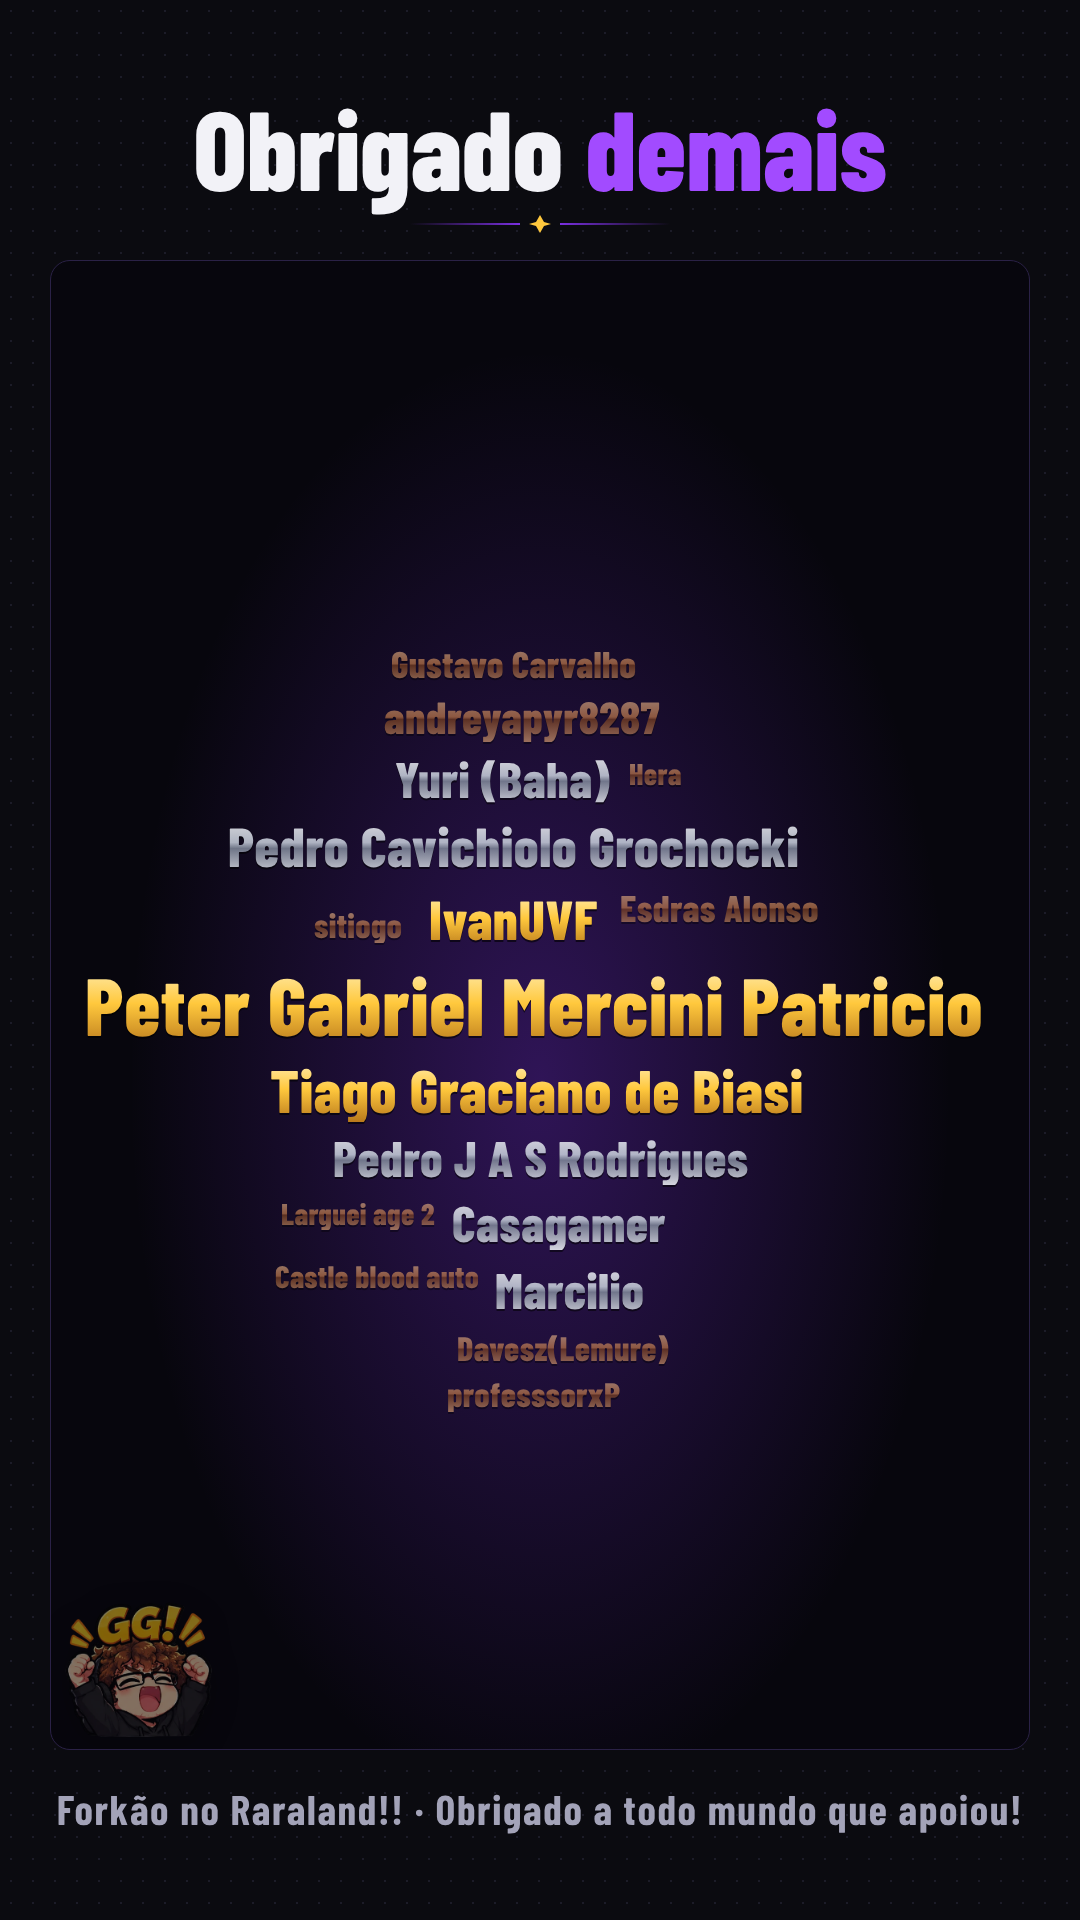 Obrigado demais
Gustavo Carvalho
andreyapyr8287
Yuri (Baha) Hera
Pedro Cavichiolo Grochocki
sitiogo IvanUVF Esdras Alonso
Peter Gabriel Mercini Patricio
Tiago Graciano de Biasi
Pedro J A S Rodrigues
Larguei age 2 Casagamer
Castle blood auto Marcilio
Davesz(Lemure)
professsorxP
GG!
Forkão no Raraland!! · Obrigado a todo mundo que apoiou!